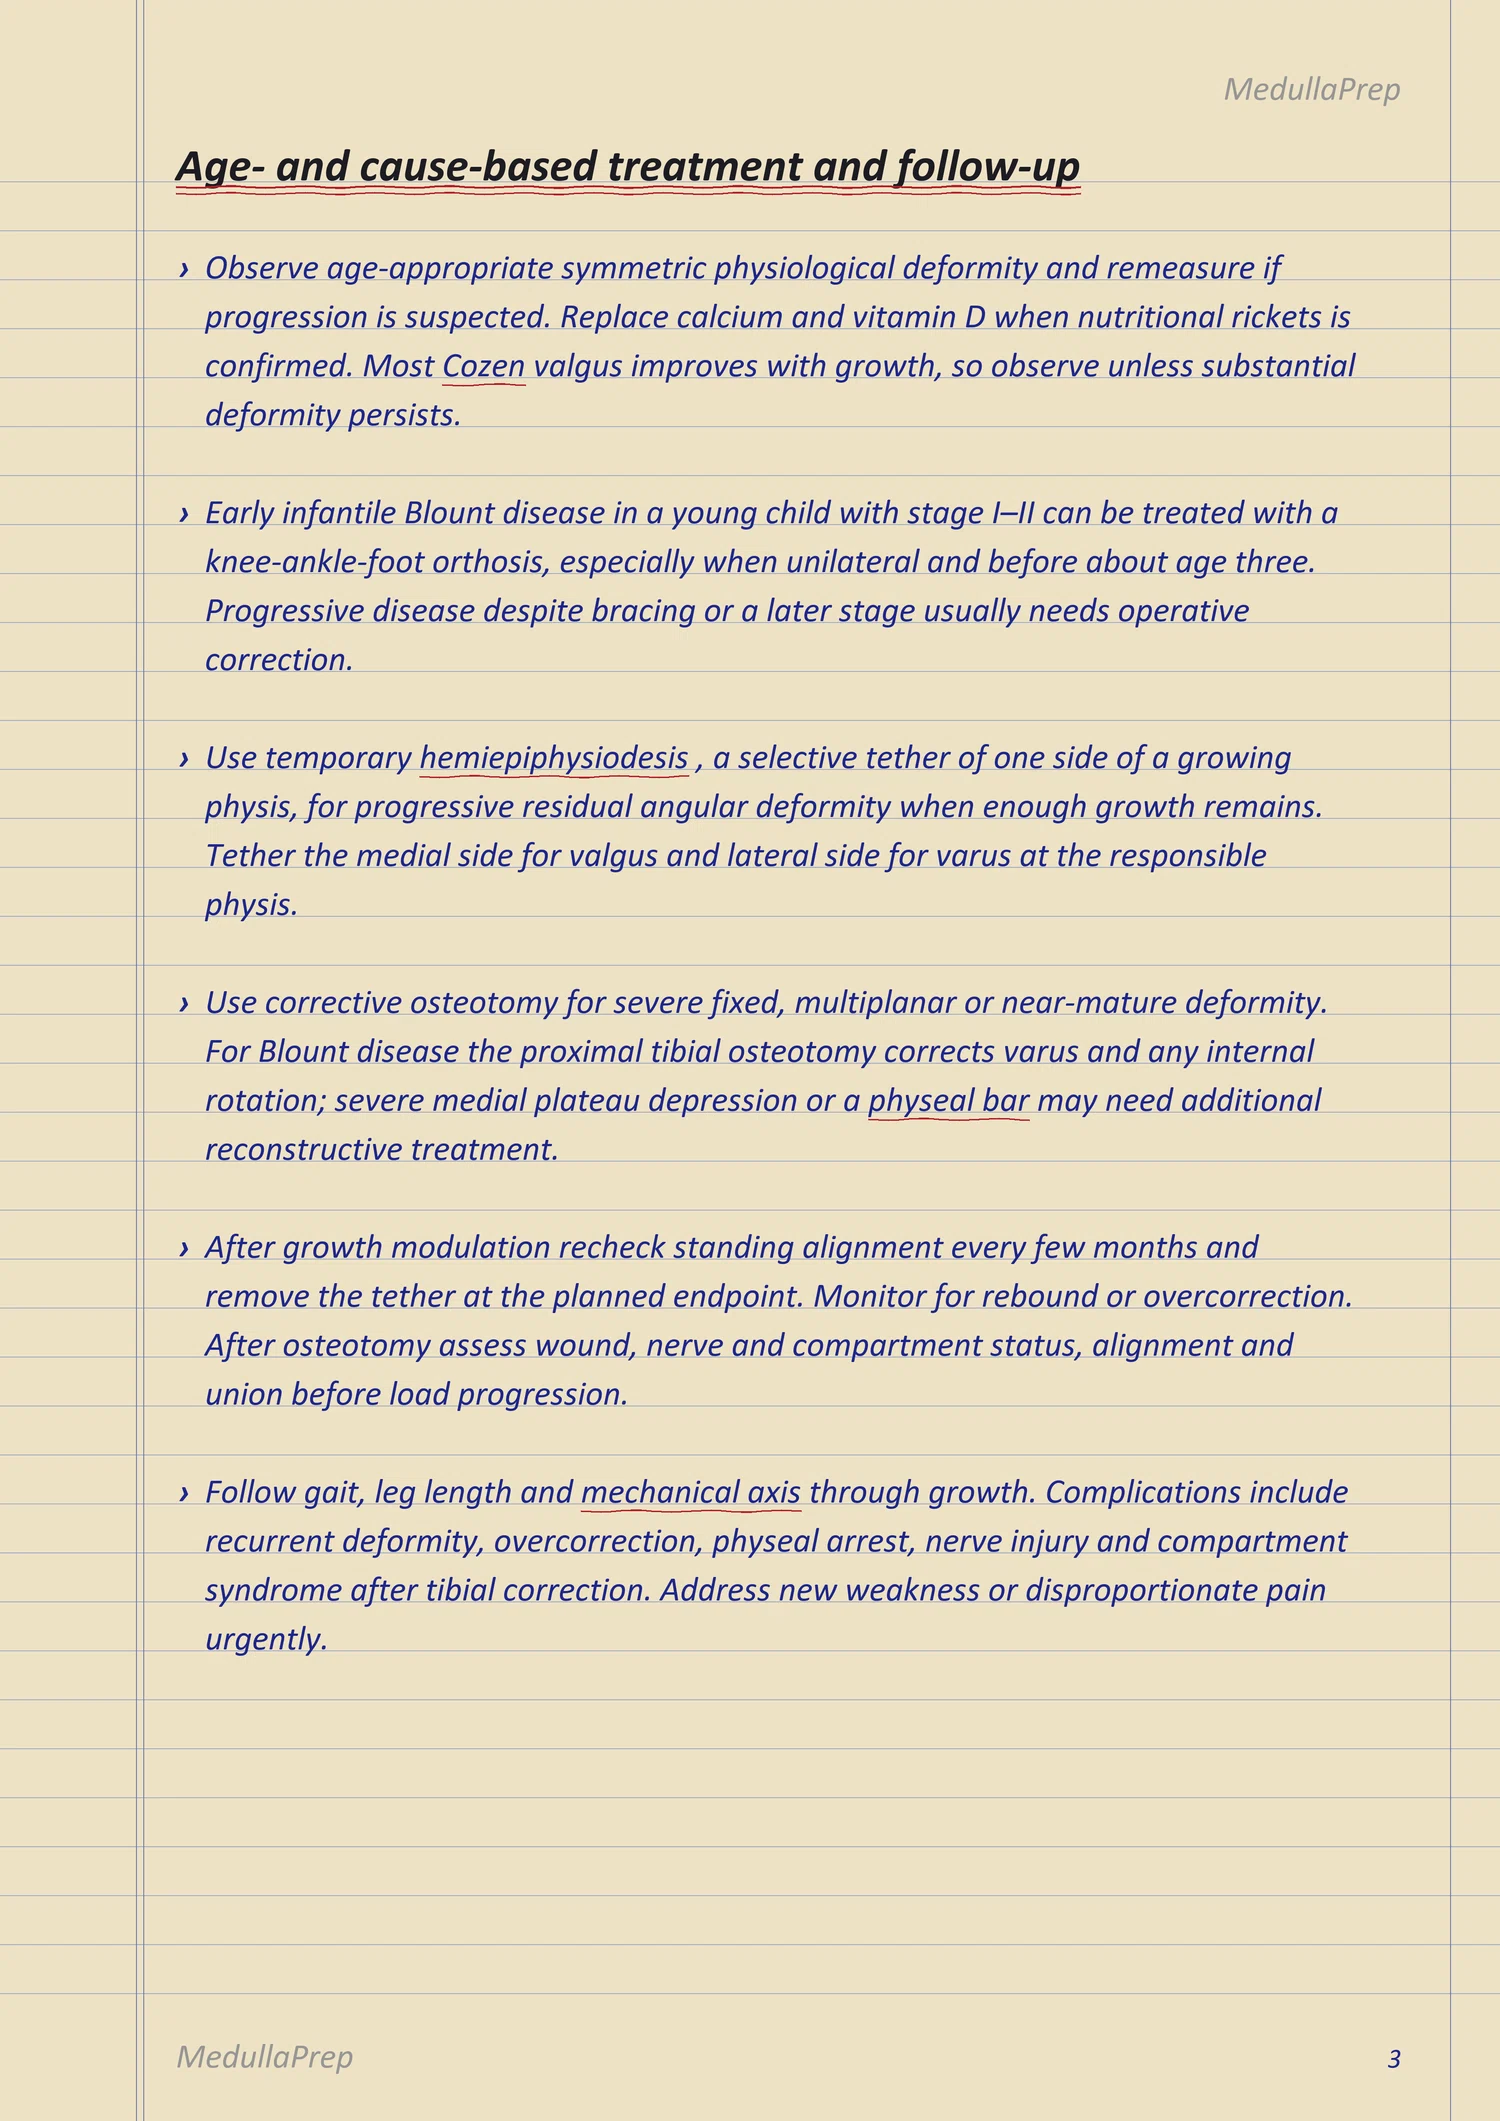 MedullaPrep
Age- and cause-based treatment and follow-up
› Observe age-appropriate symmetric physiological deformity and remeasure if
progression is suspected. Replace calcium and vitamin D when nutritional rickets is
confirmed. Most Cozen valgus improves with growth, so observe unless substantial
deformity persists.
› Early infantile Blount disease in a young child with stage I–II can be treated with a
knee-ankle-foot orthosis, especially when unilateral and before about age three.
Progressive disease despite bracing or a later stage usually needs operative
correction.
› Use temporary hemiepiphysiodesis , a selective tether of one side of a growing
physis, for progressive residual angular deformity when enough growth remains.
Tether the medial side for valgus and lateral side for varus at the responsible
physis.
› Use corrective osteotomy for severe fixed, multiplanar or near-mature deformity.
For Blount disease the proximal tibial osteotomy corrects varus and any internal
rotation; severe medial plateau depression or a physeal bar may need additional
reconstructive treatment.
› After growth modulation recheck standing alignment every few months and
remove the tether at the planned endpoint. Monitor for rebound or overcorrection.
After osteotomy assess wound, nerve and compartment status, alignment and
union before load progression.
› Follow gait, leg length and mechanical axis through growth. Complications include
recurrent deformity, overcorrection, physeal arrest, nerve injury and compartment
syndrome after tibial correction. Address new weakness or disproportionate pain
urgently.
MedullaPrep
3